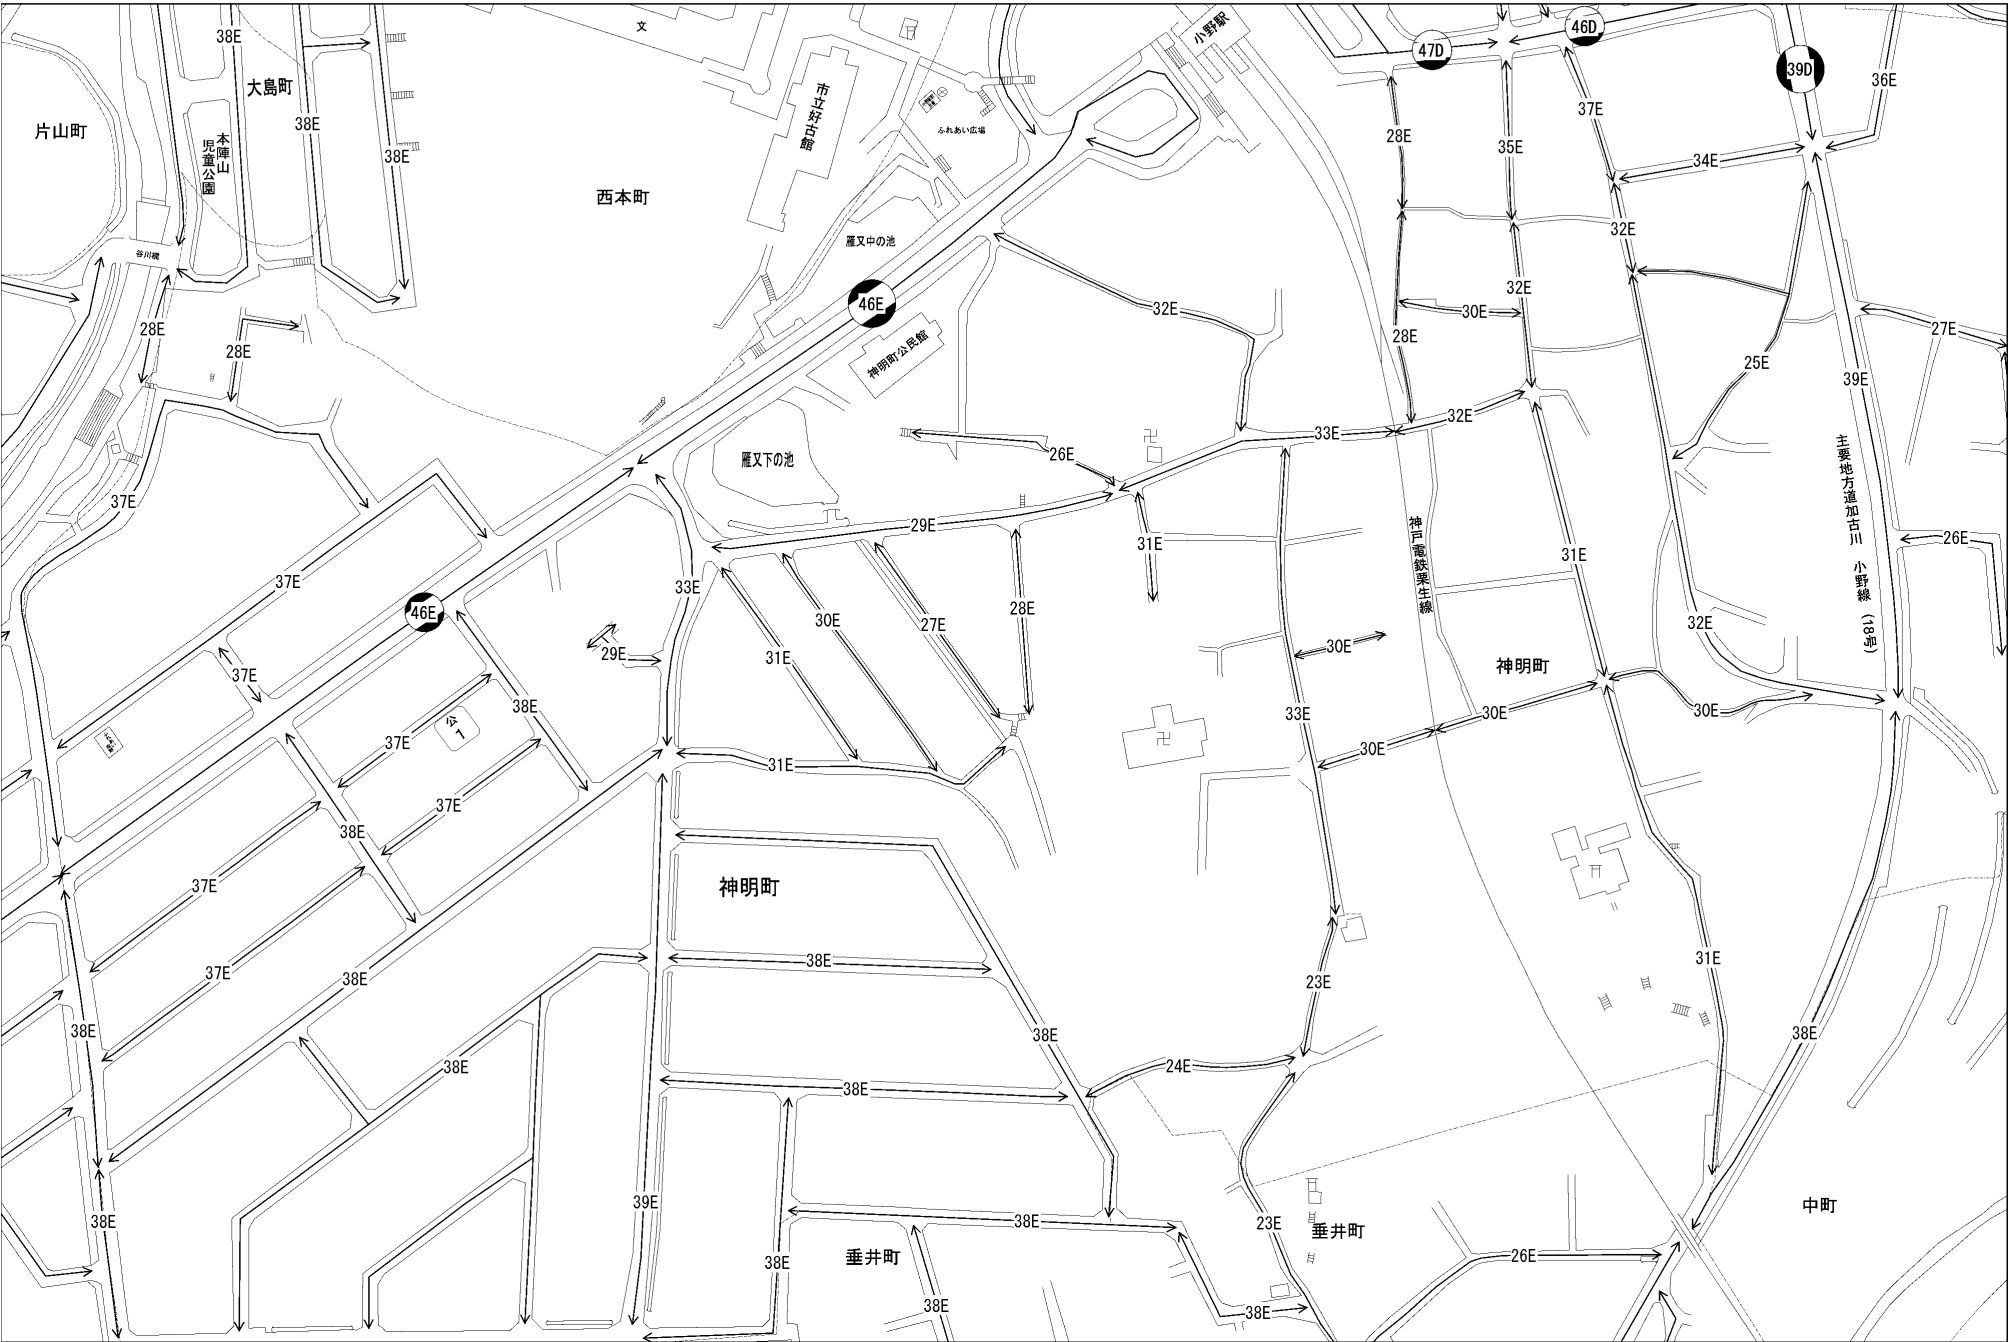 38E
文
小野駅
47D
46D
39D
36E
大島町
38E
片山町
本陣山
児童公園
38E
市立好古館
ふれあい広場
37E
28E
35E
34E
西本町
32E
雁又中の池
谷川橋
46E
32E
32E
30E
27E
28E
28E
28E
神明町公民館
25E
39E
32E
33E
雁又下の池
26E
主要地方道加古川 小野線 (18号)
37E
29E
神戸電鉄粟生線
31E
31E
26E
37E
33E
28E
46E
30E
27E
32E
31E
29E
30E
神明町
37E
38E
33E
30E
30E
30E
公
1
37E
31E
37E
38E
37E
神明町
31E
37E
38E
38E
23E
38E
38E
38E
38E
24E
38E
39E
中町
38E
38E
23E
垂井町
垂井町
38E
26E
38E
38E